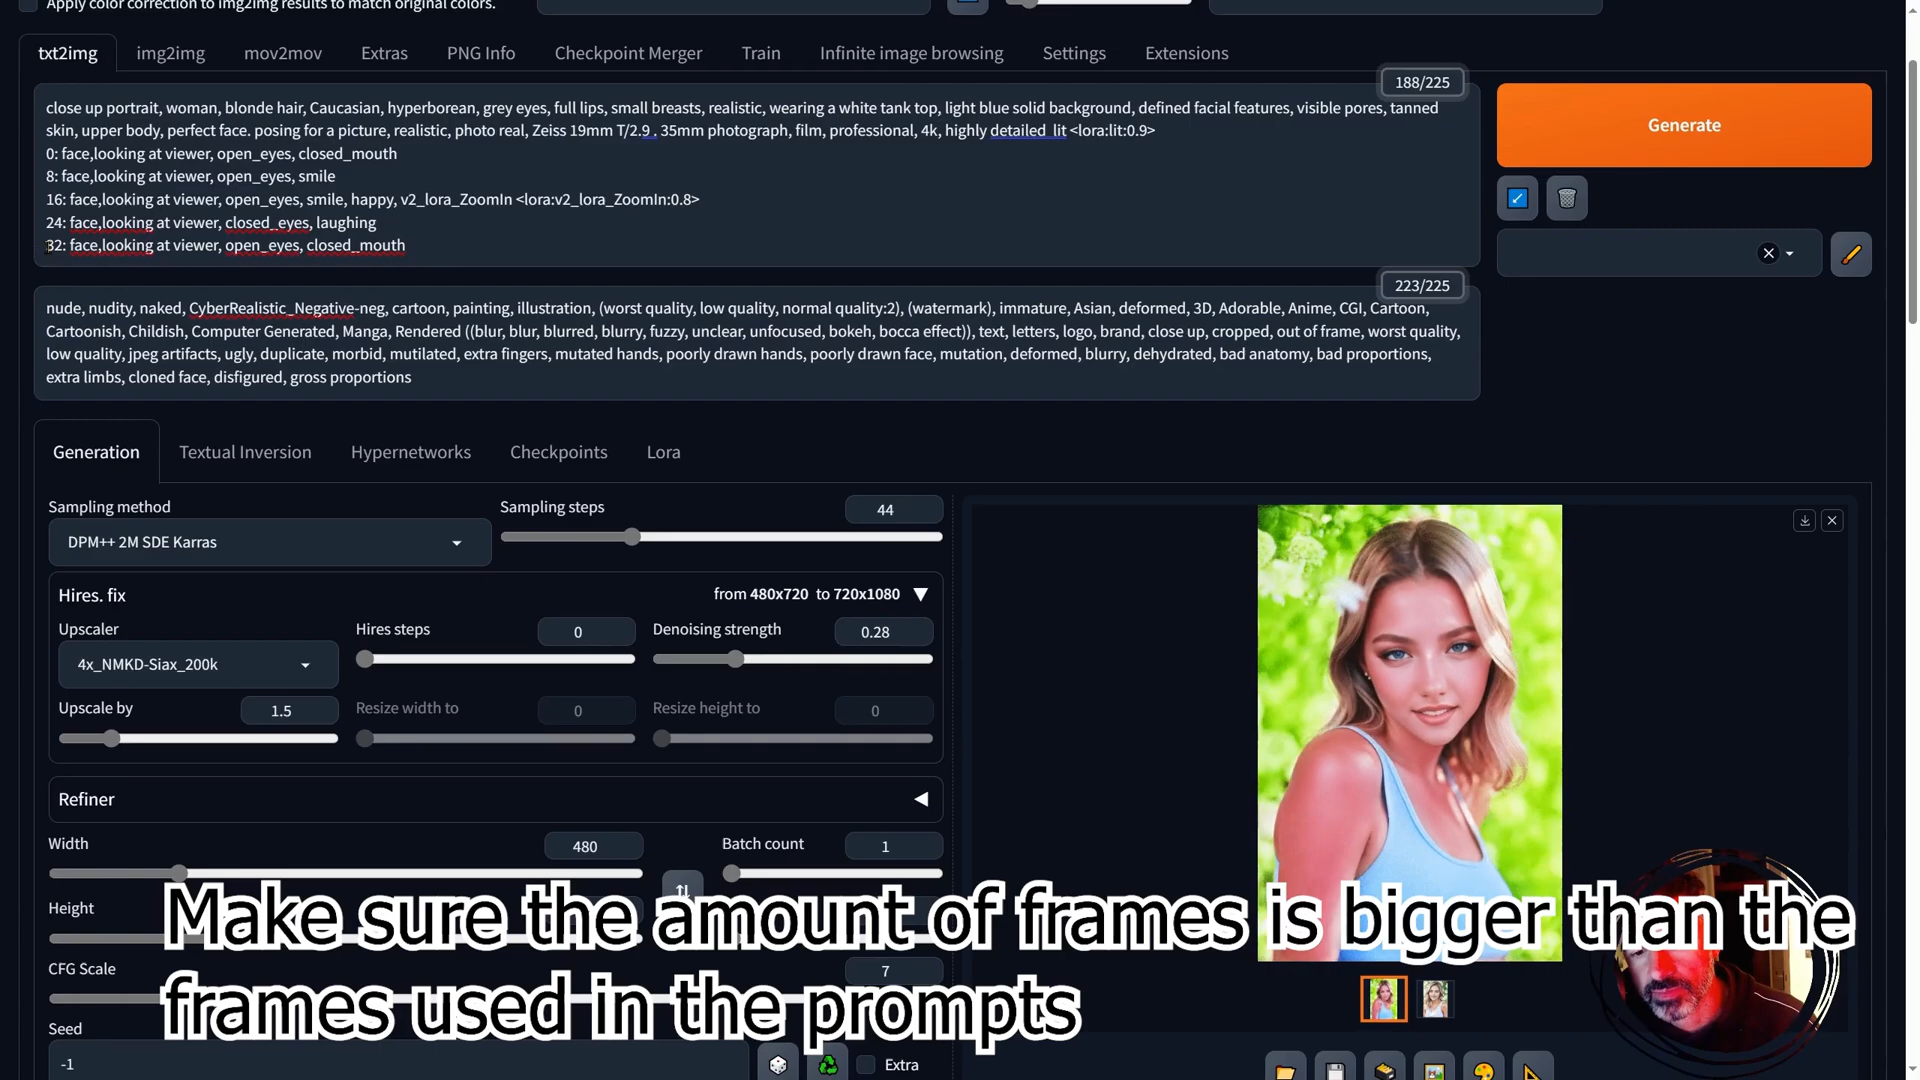 Apply color correction to img2img results to match original colors.
txt2img img2img mov2mov Extras PNG Info Checkpoint Merger Train Infinite image browsing Settings Extensions
188/225
close up portrait, woman, blonde hair, Caucasian, hyperborean, grey eyes, full lips, small breasts, realistic, wearing a white tank top, light blue solid background, defined facial features, visible pores, tanned
skin, upper body, perfect face. posing for a picture, realistic, photo real, Zeiss 19mm T/2.9 . 35mm photograph, film, professional, 4k, highly detailed lit <lora:lit:0.9>
0: face,looking at viewer, open_eyes, closed_mouth
8: face,looking at viewer, open_eyes, smile
16: face,looking at viewer, open_eyes, smile, happy, v2_lora_ZoomIn <lora:v2_lora_ZoomIn:0.8>
24: face,looking at viewer, closed_eyes, laughing
32: face,looking at viewer, open_eyes, closed_mouth
Generate
223/225
nude, nudity, naked, CyberRealistic_Negative-neg, cartoon, painting, illustration, (worst quality, low quality, normal quality:2), (watermark), immature, Asian, deformed, 3D, Adorable, Anime, CGI, Cartoon,
Cartoonish, Childish, Computer Generated, Manga, Rendered ((blur, blur, blurred, blurry, fuzzy, unclear, unfocused, bokeh, bocca effect)), text, letters, logo, brand, close up, cropped, out of frame, worst quality,
low quality, jpeg artifacts, ugly, duplicate, morbid, mutilated, extra fingers, mutated hands, poorly drawn hands, poorly drawn face, mutation, deformed, blurry, dehydrated, bad anatomy, bad proportions,
extra limbs, cloned face, disfigured, gross proportions
Generation Textual Inversion Hypernetworks Checkpoints Lora
Sampling method Sampling steps 44
DPM++ 2M SDE Karras
Hires. fix from 480x720 to 720x1080
Upscaler Hires steps 0 Denoising strength 0.28
4x_NMKD-Siax_200k
Upscale by 1.5 Resize width to 0 Resize height to 0
Refiner
Width 480 Batch count 1
Height
CFG Scale 7
Seed
-1 Extra
Make sure the amount of frames is bigger than the
frames used in the prompts